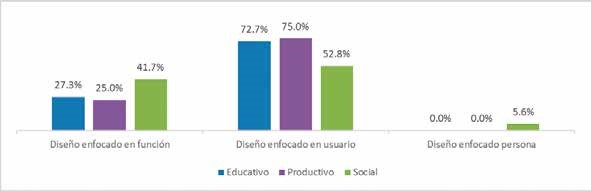 72.7% 75.0%
52.8%
41.7%
27.3% 25.0%
0.0% 0.0% 5.6%
Diseño enfocado en función Diseño enfocado en usuario Diseño enfocado persona
Educativo Productivo Social